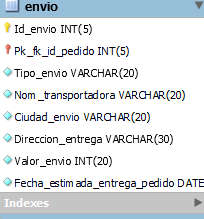 envio
Id_envio INT(5)
Pk_fk_id_pedido INT(5)
Tipo_envio VARCHAR(20)
Nom_transportadora VARCHAR(20)
Ciudad_envio VARCHAR(20)
Direccion_entrega VARCHAR(30)
Valor_envio INT(20)
Fecha_estimada_entrega_pedido DATE
Indexes